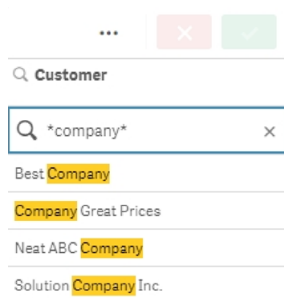 Customer
*company*
Best Company
Company Great Prices
Neat ABC Company
Solution Company Inc.